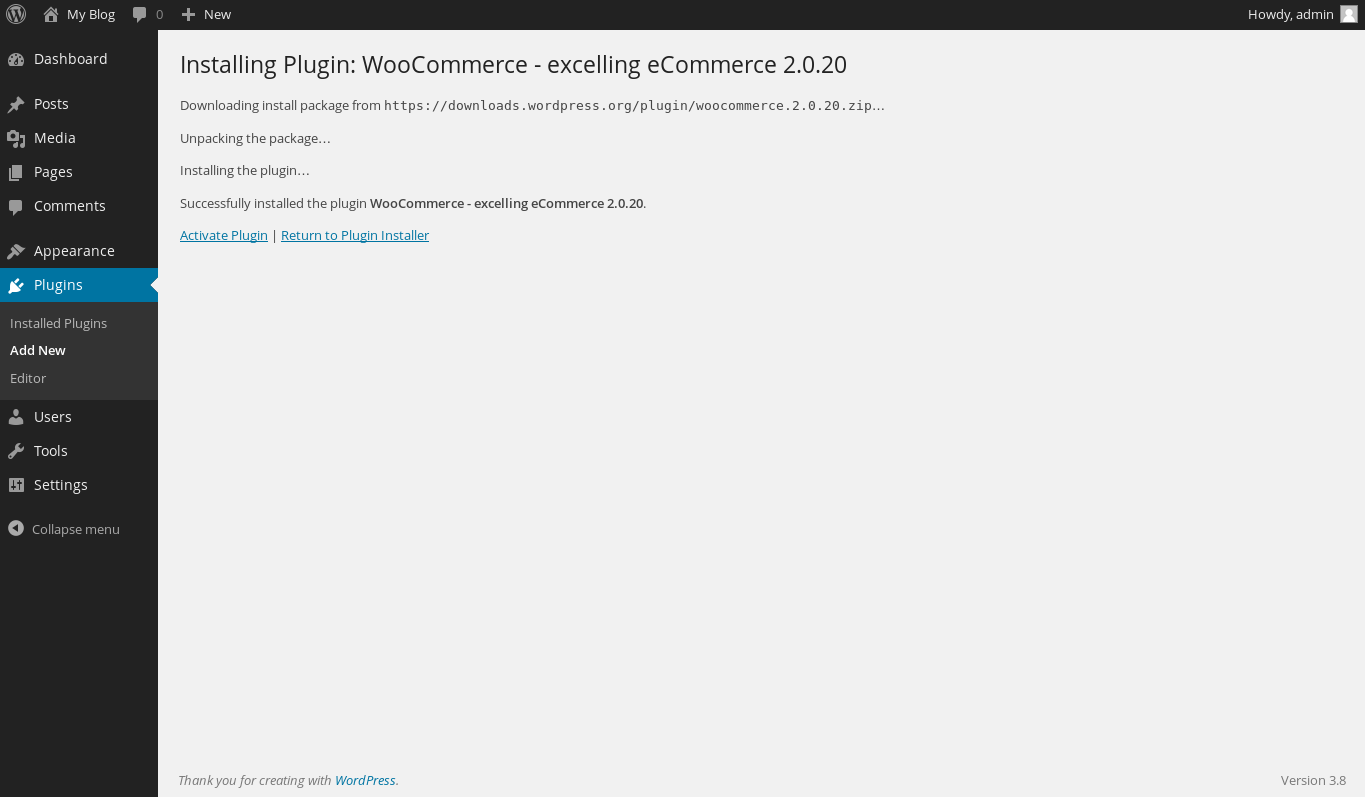 My Blog 0 New Howdy, admin
Dashboard
Posts
Media
Pages
Comments
Appearance
Plugins
Installed Plugins
Add New
Editor
Users
Tools
Settings
Collapse menu
Installing Plugin: WooCommerce - excelling eCommerce 2.0.20
Downloading install package from https://downloads.wordpress.org/plugin/woocommerce.2.0.20.zip…
Unpacking the package…
Installing the plugin…
Successfully installed the plugin WooCommerce - excelling eCommerce 2.0.20.
Activate Plugin | Return to Plugin Installer
Thank you for creating with WordPress. Version 3.8